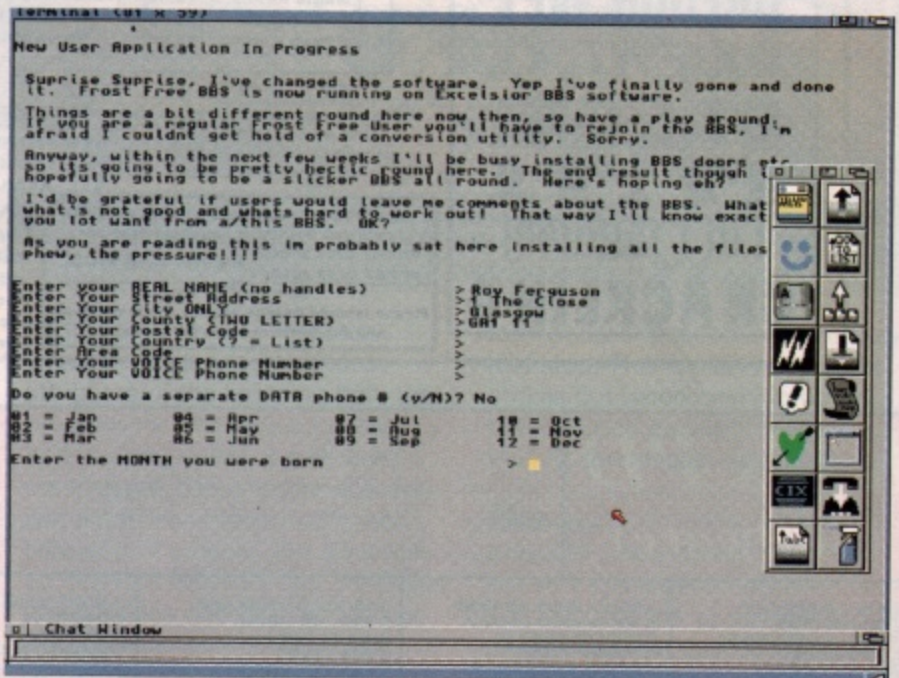 Terminal (81 x 59)
New User Application In Progress
Suprise Suprise, I've changed the software. Yep I've finally gone and done
it. Frost Free BBS is now running on Excelsior BBS software.
Things are a bit different round here now then, so have a play around.
If you are a regular Frost Free User you'll have to rejoin the BBS, I'm
afraid I couldnt get hold of a conversion utility. Sorry.
Anyway, within the next few weeks I'll be busy installing BBS doors etc
so its going to be pretty hectic round here. The end result though
hopefully going to be a slicker BBS all round. Here's hoping eh?
I'd be grateful if users would leave me comments about the BBS. What
what's not good and whats hard to work out! That way I'll know exact
you lot want from a/this BBS. OK?
As you are reading this im probably sat here installing all the files
phew, the pressure!!!!
Enter your REAL NAME (no handles) > Roy Ferguson
Enter Your Street Address > 1 The Close
Enter Your City ONLY > Glasgow
Enter Your County (TWO LETTER) > GA1 11
Enter Your Postal Code >
Enter Your Country (? = List) >
Enter Area Code >
Enter Your VOICE Phone Number >
Enter Your VOICE Phone Number >
Do you have a separate DATA phone # (y/N)? No
01 = Jan 04 = Apr 07 = Jul 10 = Oct
02 = Feb 05 = May 08 = Aug 11 = Nov
03 = Mar 06 = Jun 09 = Sep 12 = Dec
Enter the MONTH you were born >
GOTO LIST
CIX
Chat Window